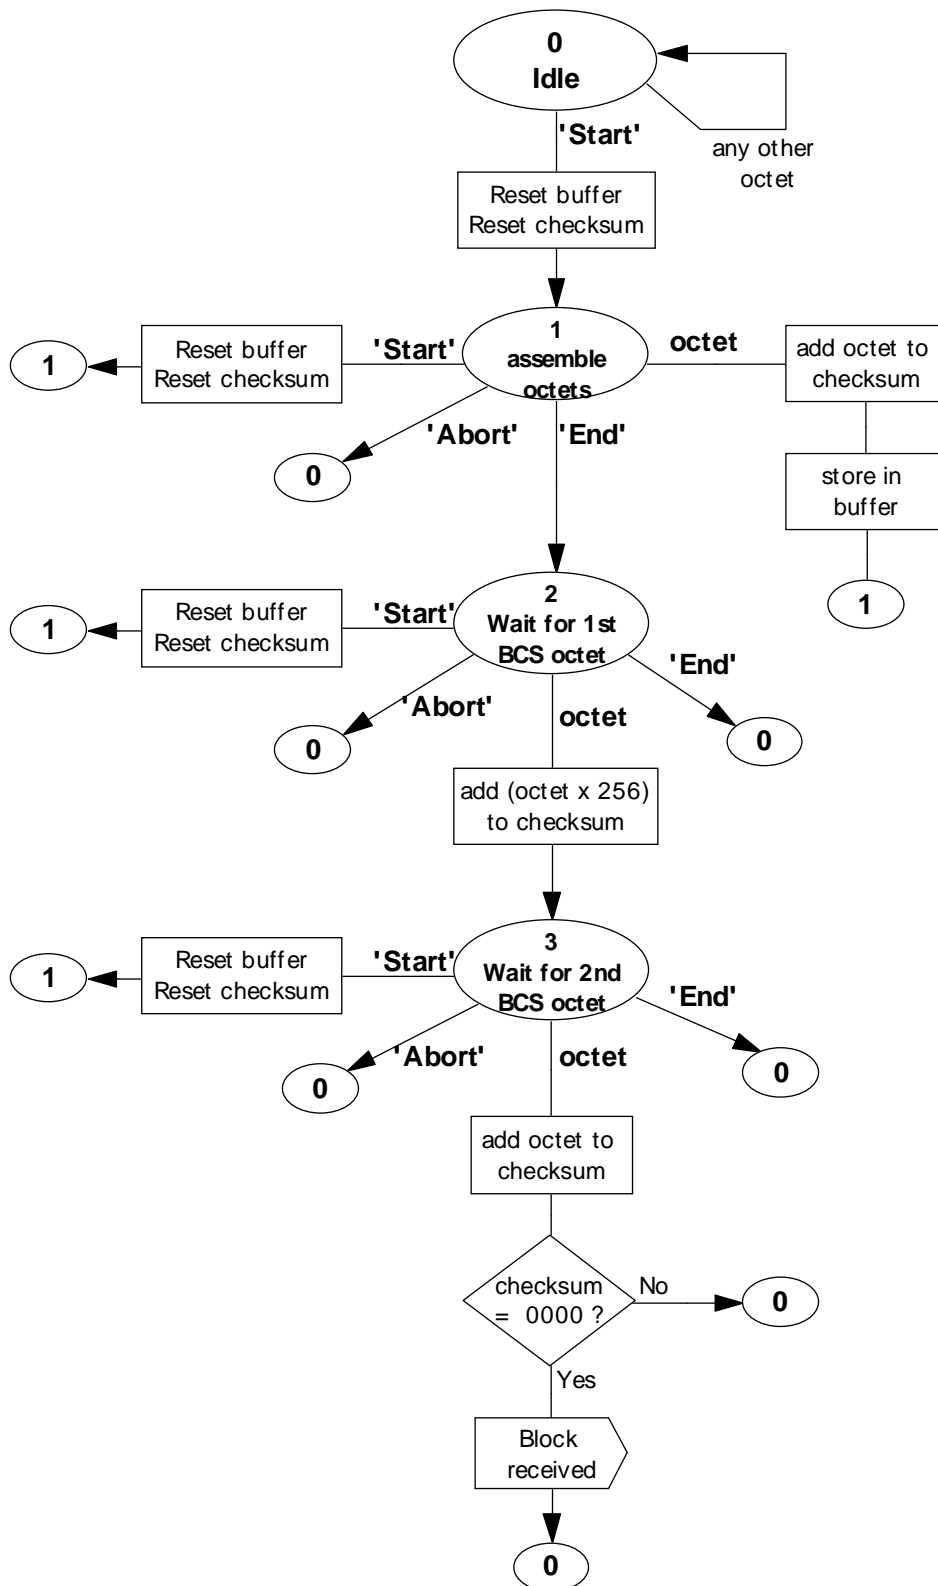 0
Idle
'Start'
any other
octet
Reset buffer
Reset checksum
1
assemble
octets
'Start'
Reset buffer
Reset checksum
1
octet
add octet to
checksum
store in
buffer
1
'Abort'
0
'End'
2
Wait for 1st
BCS octet
'Start'
Reset buffer
Reset checksum
1
'Abort'
0
octet
'End'
0
add (octet x 256)
to checksum
3
Wait for 2nd
BCS octet
'Start'
Reset buffer
Reset checksum
1
'Abort'
0
octet
'End'
0
add octet to
checksum
checksum
= 0000 ?
No
0
Yes
Block
received
0